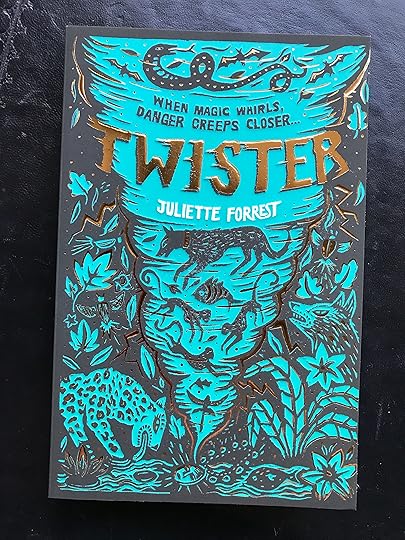 WHEN MAGIC WHIRLS,
DANGER CREEPS CLOSER...
TWISTER
JULIETTE FORREST